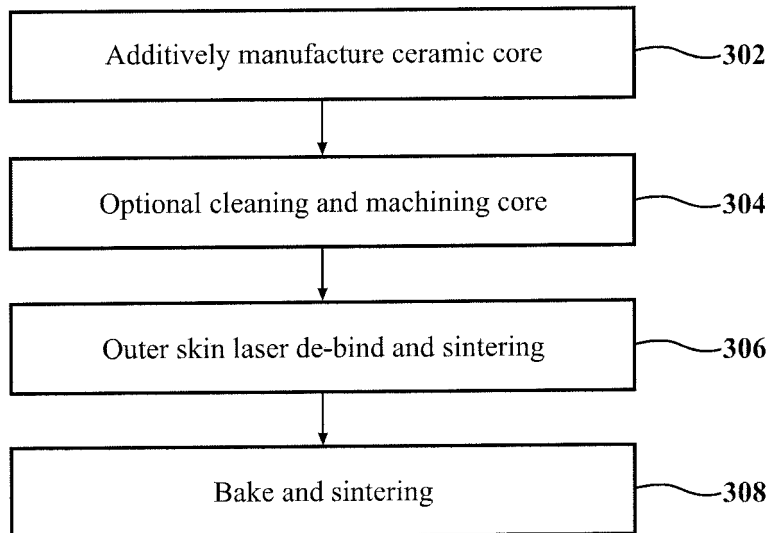 Additively manufacture ceramic core 302
Optional cleaning and machining core 304
Outer skin laser de-bind and sintering 306
Bake and sintering 308